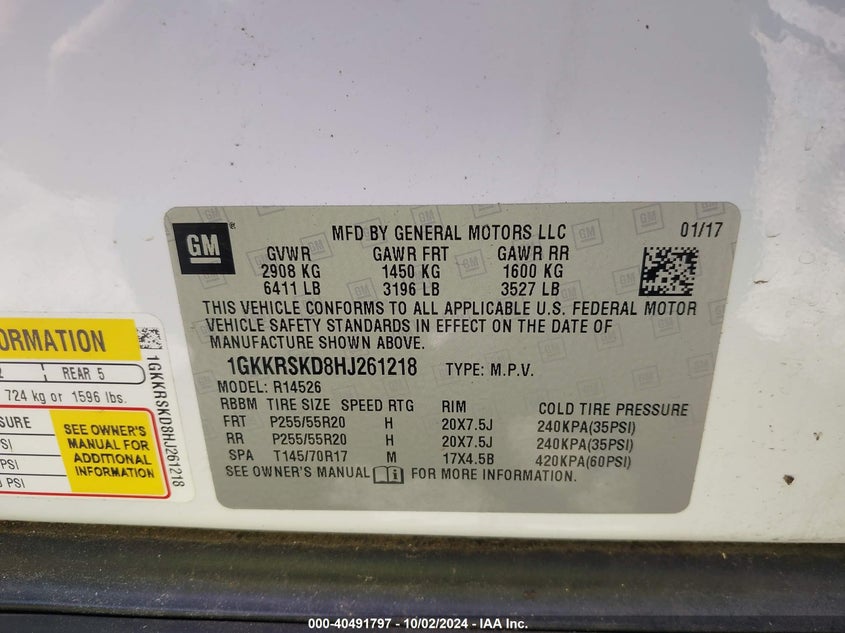 GM
MFD BY GENERAL MOTORS LLC 01/17
GVWR GAWR FRT GAWR RR
2908 KG 1450 KG 1600 KG
6411 LB 3196 LB 3527 LB
THIS VEHICLE CONFORMS TO ALL APPLICABLE U.S. FEDERAL MOTOR
VEHICLE SAFETY STANDARDS IN EFFECT ON THE DATE OF
MANUFACTURE SHOWN ABOVE.
1GKKRSKD8HJ261218 TYPE: M.P.V.
MODEL: R14526
RBBM TIRE SIZE SPEED RTG RIM COLD TIRE PRESSURE
FRT P255/55R20 H 20X7.5J 240KPA(35PSI)
RR P255/55R20 H 20X7.5J 240KPA(35PSI)
SPA T145/70R17 M 17X4.5B 420KPA(60PSI)
SEE OWNER'S MANUAL FOR MORE INFORMATION.
REAR 5
724 kg or 1596 lbs.
SEE OWNER'S
MANUAL FOR
ADDITIONAL
INFORMATION
1GKKRSKD8HJ261218
000-40491797 - 10/02/2024 - IAA Inc.